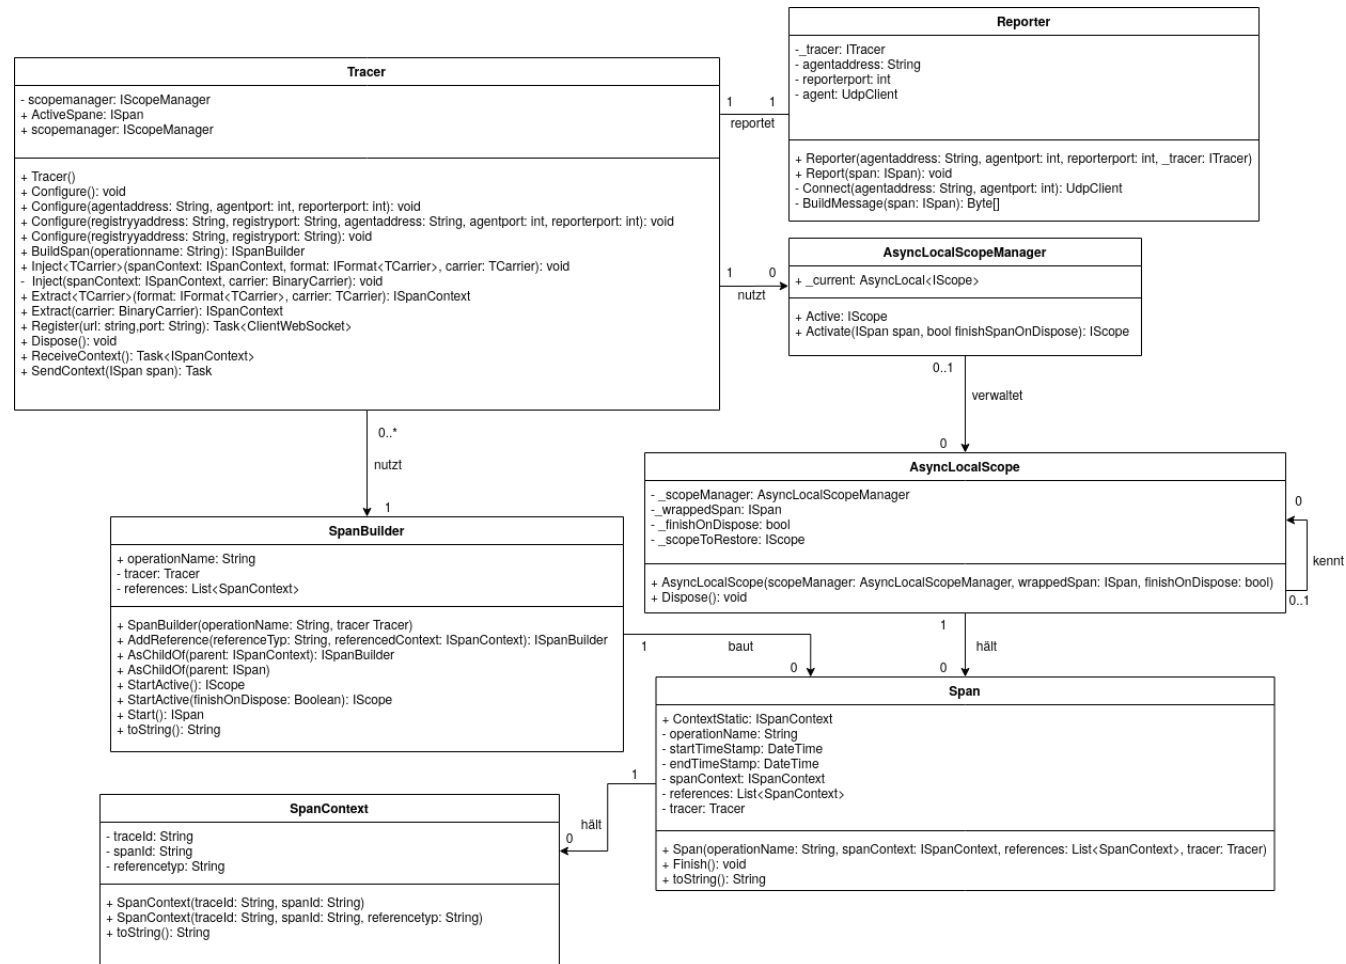 Reporter
-_tracer: ITracer
- agentaddress: String
- reporterport: int
- agent: UdpClient
+ Reporter(agentaddress: String, agentport: int, reporterport: int, _tracer: ITracer)
+ Report(span: ISpan): void
- Connect(agentaddress: String, agentport: int): UdpClient
- BuildMessage(span: ISpan): Byte[]
Tracer
- scopemanager: IScopeManager
+ ActiveSpane: ISpan
+ scopemanager: IScopeManager
+ Tracer()
+ Configure(): void
+ Configure(agentaddress: String, agentport: int, reporterport: int): void
+ Configure(registryyaddress: String, registryport: String, agentaddress: String, agentport: int, reporterport: int): void
+ Configure(registryyaddress: String, registryport: String): void
+ BuildSpan(operationname: String): ISpanBuilder
+ Inject<TCarrier>(spanContext: ISpanContext, format: IFormat<TCarrier>, carrier: TCarrier): void
- Inject(spanContext: ISpanContext, carrier: BinaryCarrier): void
+ Extract<TCarrier>(format: IFormat<TCarrier>, carrier: TCarrier): ISpanContext
+ Extract(carrier: BinaryCarrier): ISpanContext
+ Register(url: string,port: String): Task<ClientWebSocket>
+ Dispose(): void
+ ReceiveContext(): Task<ISpanContext>
+ SendContext(ISpan span): Task
1 1
reportet
1 0
nutzt
AsyncLocalScopeManager
+ _current: AsyncLocal<IScope>
+ Active: IScope
+ Activate(ISpan span, bool finishSpanOnDispose): IScope
0..1
verwaltet
0
0..*
nutzt
1
AsyncLocalScope
- _scopeManager: AsyncLocalScopeManager
-_wrappedSpan: ISpan
- _finishOnDispose: bool
- _scopeToRestore: IScope
+ AsyncLocalScope(scopeManager: AsyncLocalScopeManager, wrappedSpan: ISpan, finishOnDispose: bool)
+ Dispose(): void
0
kennt
0..1
SpanBuilder
+ operationName: String
- tracer: Tracer
- references: List<SpanContext>
+ SpanBuilder(operationName: String, tracer Tracer)
+ AddReference(referenceTyp: String, referencedContext: ISpanContext): ISpanBuilder
+ AsChildOf(parent: ISpanContext): ISpanBuilder
+ AsChildOf(parent: ISpan)
+ StartActive(): IScope
+ StartActive(finishOnDispose: Boolean): IScope
+ Start(): ISpan
+ toString(): String
1 baut 0
1
hält
0
Span
+ ContextStatic: ISpanContext
- operationName: String
- startTimeStamp: DateTime
- endTimeStamp: DateTime
- spanContext: ISpanContext
- references: List<SpanContext>
- tracer: Tracer
+ Span(operationName: String, spanContext: ISpanContext, references: List<SpanContext>, tracer: Tracer)
+ Finish(): void
+ toString(): String
1
hält
0
SpanContext
- traceId: String
- spanId: String
- referencetyp: String
+ SpanContext(traceId: String, spanId: String)
+ SpanContext(traceId: String, spanId: String, referencetyp: String)
+ toString(): String